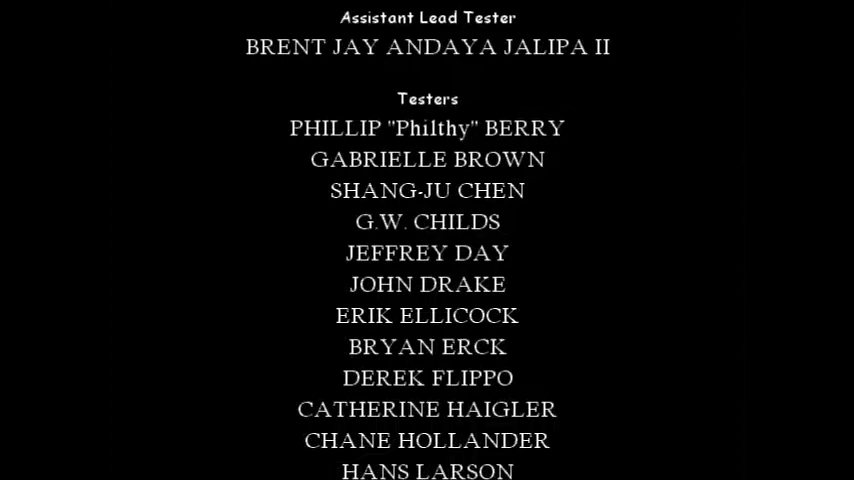 Assistant Lead Tester
BRENT JAY ANDAYA JALIPA II
Testers
PHILLIP "Philthy" BERRY
GABRIELLE BROWN
SHANG-JU CHEN
G.W. CHILDS
JEFFREY DAY
JOHN DRAKE
ERIK ELLICOCK
BRYAN ERCK
DEREK FLIPPO
CATHERINE HAIGLER
CHANE HOLLANDER
HANS LARSON